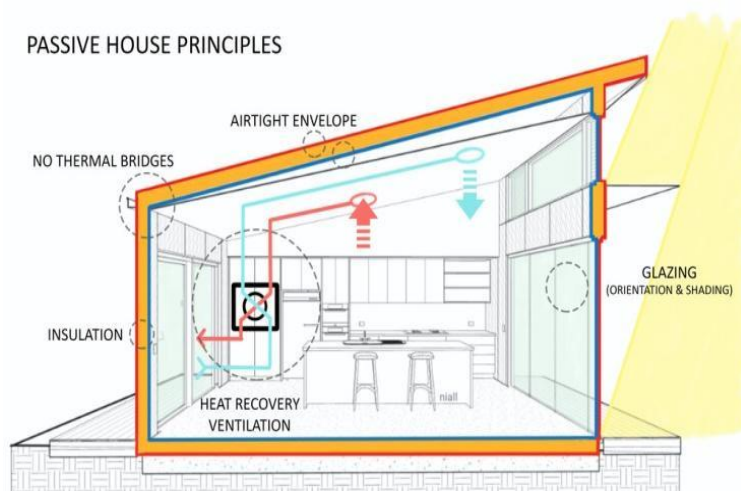 PASSIVE HOUSE PRINCIPLES
AIRTIGHT ENVELOPE
NO THERMAL BRIDGES
GLAZING
(ORIENTATION & SHADING)
INSULATION
HEAT RECOVERY
VENTILATION
niall